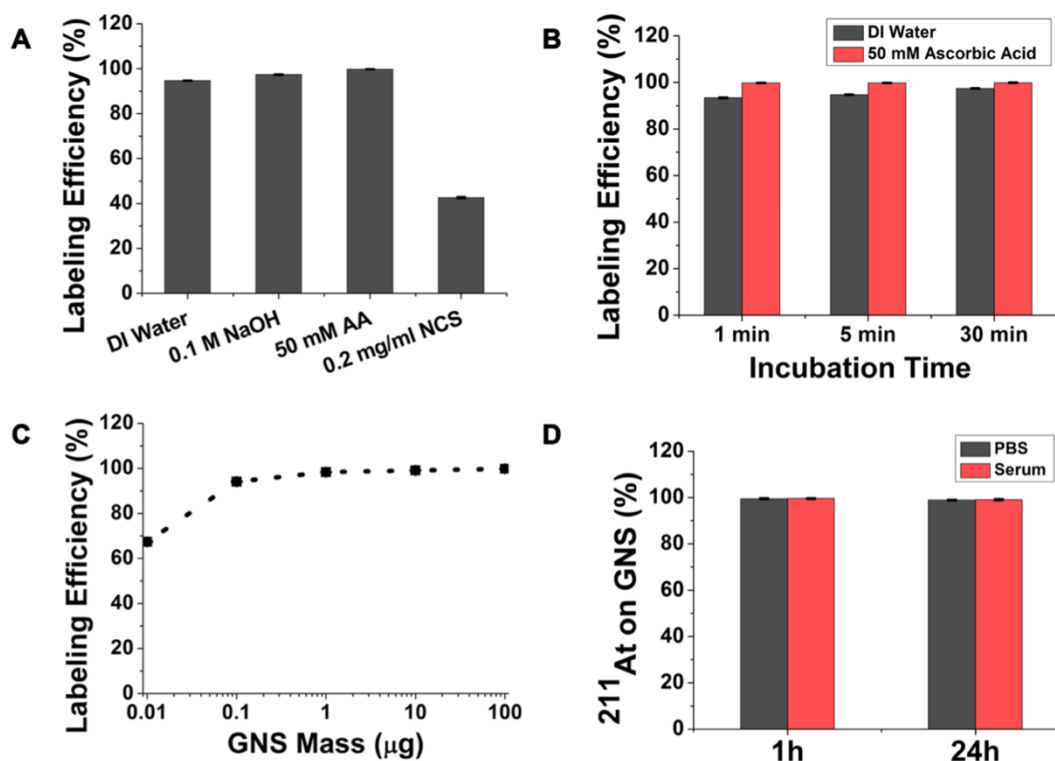 A
Labeling Efficiency (%)
120
100
80
60
40
20
0
DI Water
0.1 M NaOH
50 mM AA
0.2 mg/ml NCS
B
Labeling Efficiency (%)
120
100
80
60
40
20
0
DI Water
50 mM Ascorbic Acid
1 min
5 min
30 min
Incubation Time
C
Labeling Efficiency (%)
120
100
80
60
40
20
0
0.01
0.1
1
10
100
GNS Mass (μg)
D
211At on GNS (%)
120
100
80
60
40
20
0
PBS
Serum
1h
24h